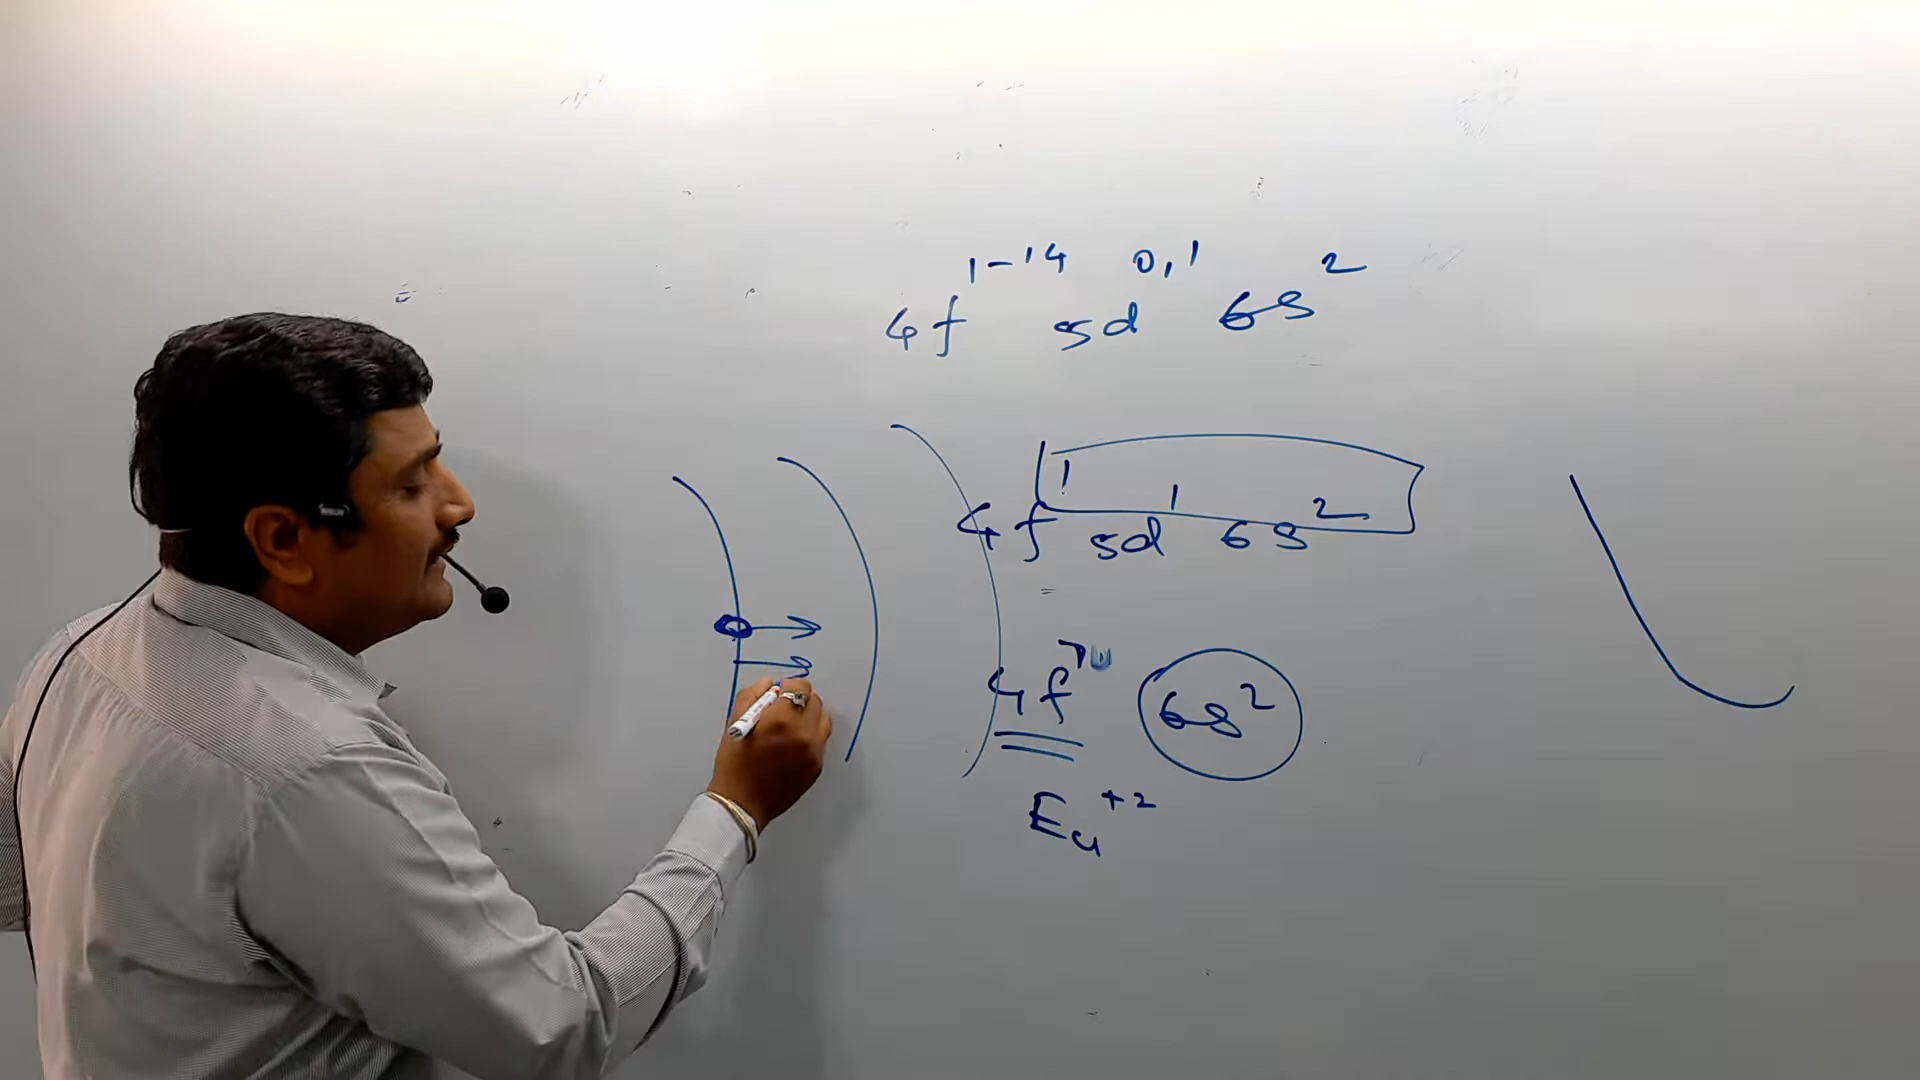 4f¹⁻¹⁴ 5d⁰,¹ 6s²
4f¹ 5d¹ 6s²
4f⁷ 6s²
Eu⁺²